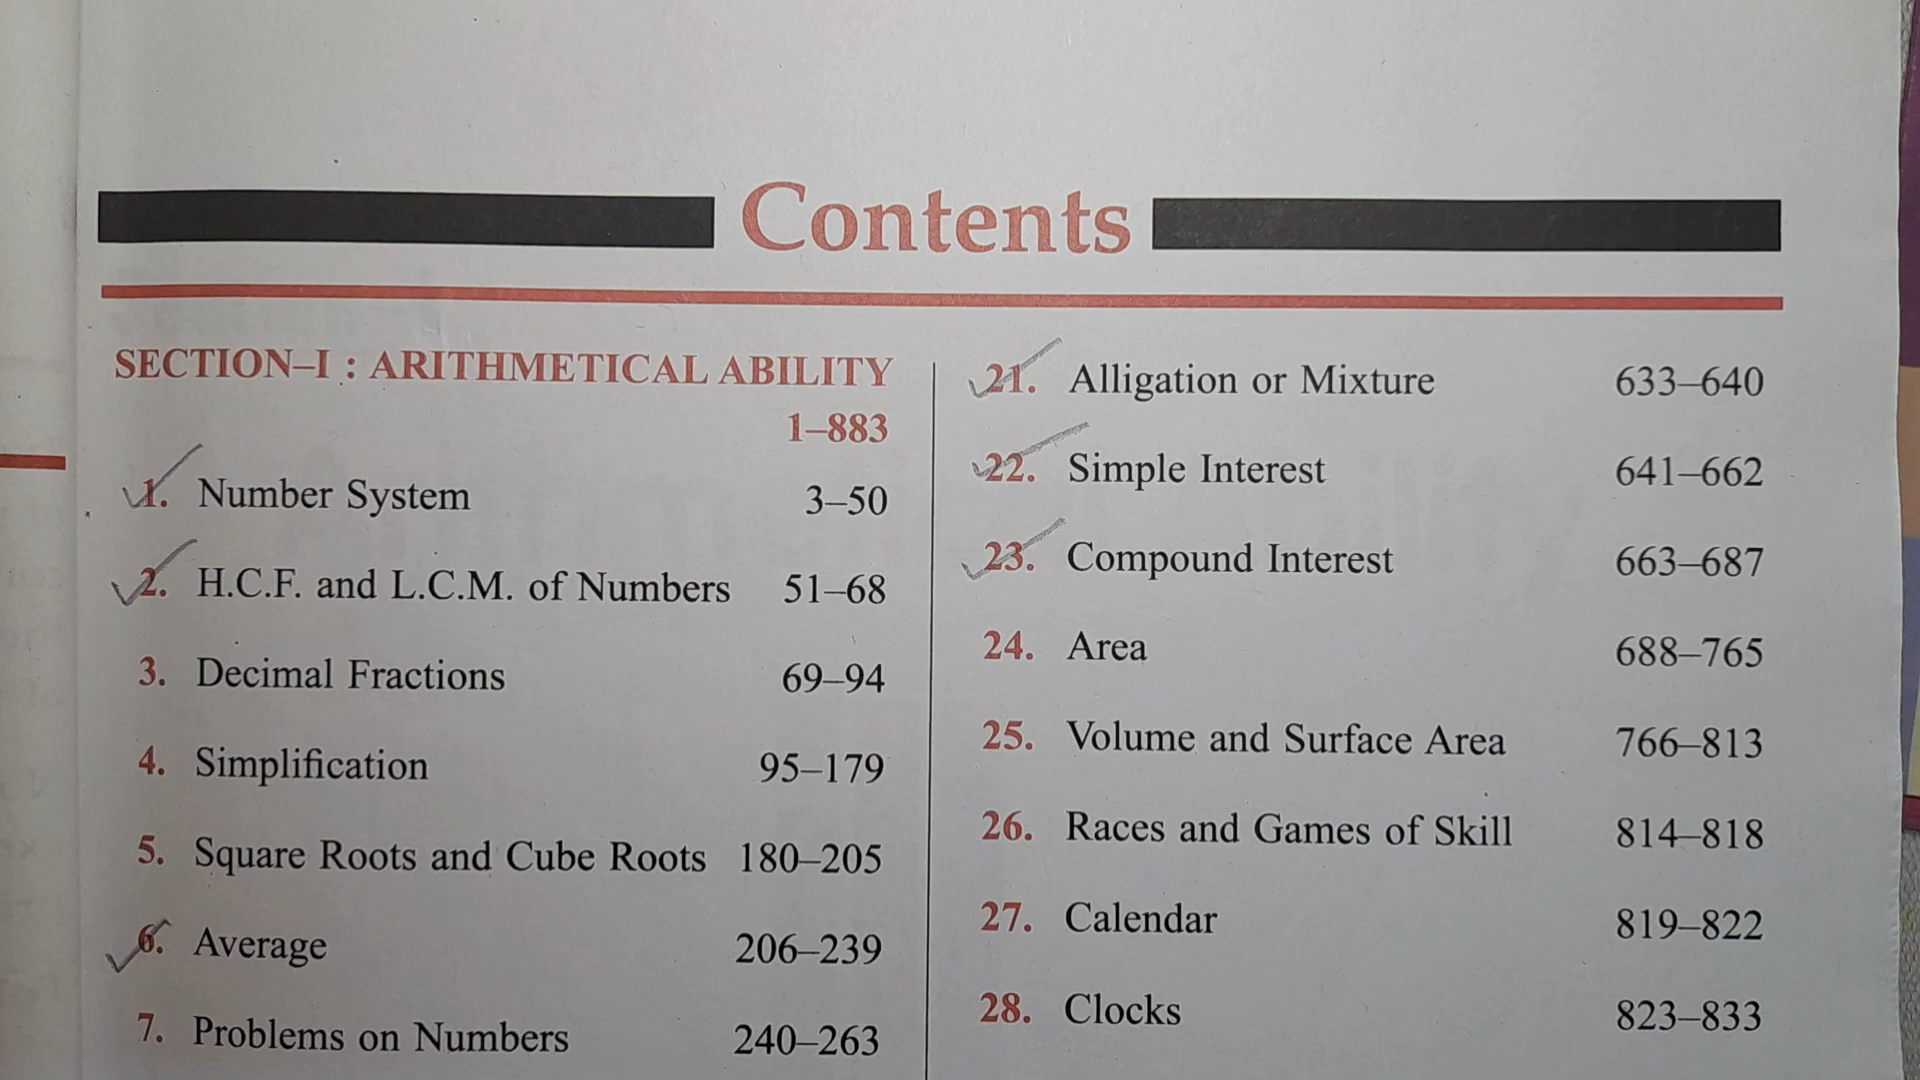 Contents
SECTION–I : ARITHMETICAL ABILITY
1–883
1. Number System 3–50
2. H.C.F. and L.C.M. of Numbers 51–68
3. Decimal Fractions 69–94
4. Simplification 95–179
5. Square Roots and Cube Roots 180–205
6. Average 206–239
7. Problems on Numbers 240–263
21. Alligation or Mixture 633–640
22. Simple Interest 641–662
23. Compound Interest 663–687
24. Area 688–765
25. Volume and Surface Area 766–813
26. Races and Games of Skill 814–818
27. Calendar 819–822
28. Clocks 823–833